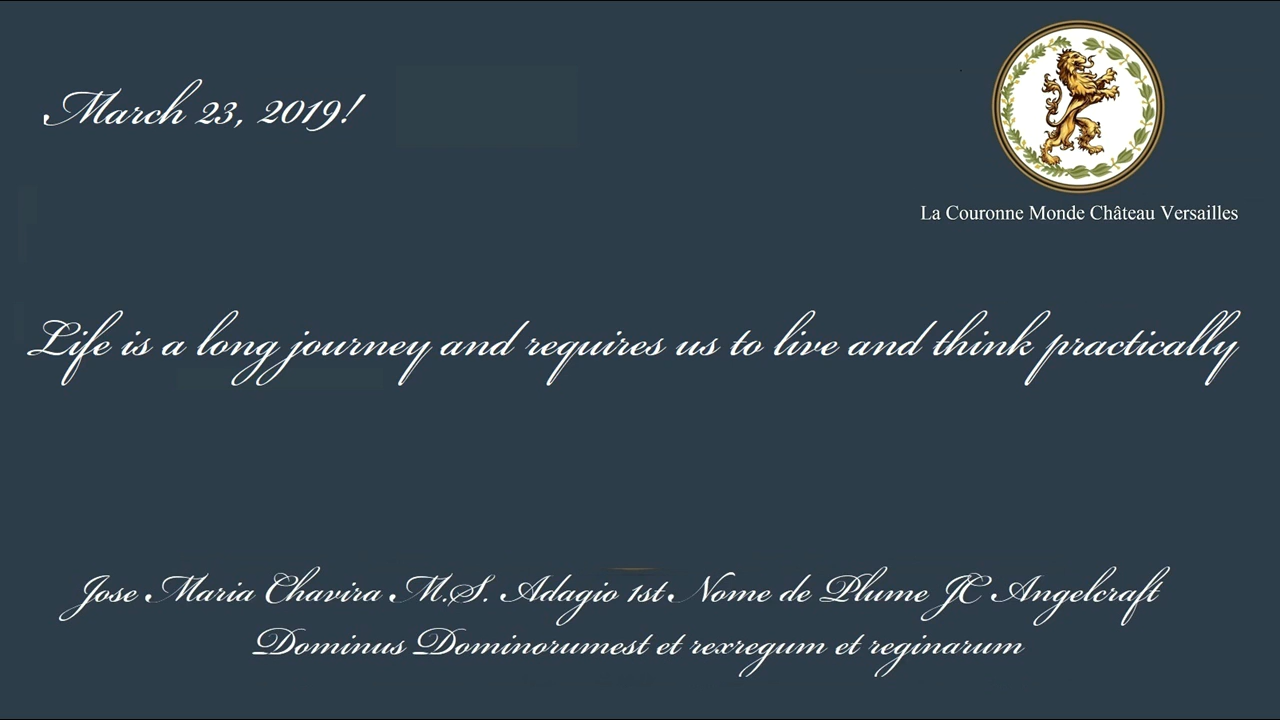 March 23, 2019!
La Couronne Monde Château Versailles
Life is a long journey and requires us to live and think practically
Jose Maria Chavira M.S. Adagio 1st Nome de Plume JC Angelcraft
Dominus Dominorumest et rexregum et reginarum